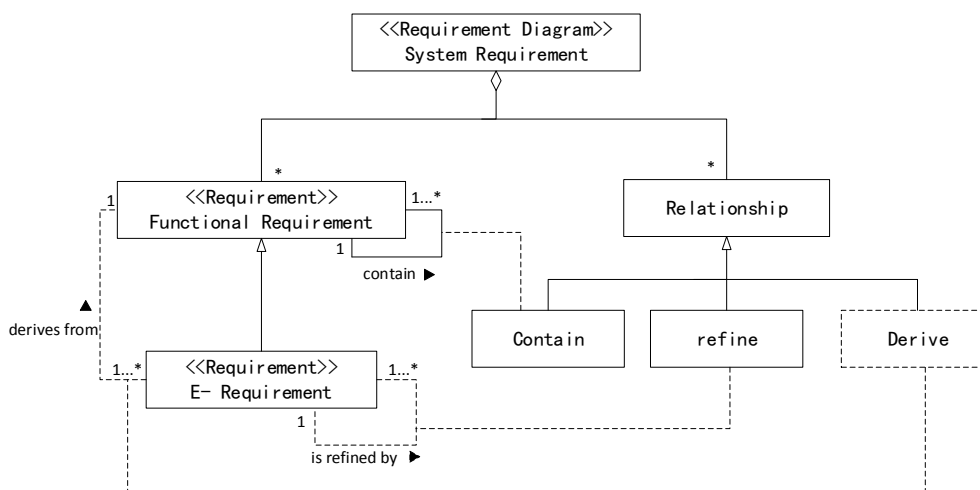 <<Requirement Diagram>>
System Requirement
*
*
1
<<Requirement>>
Functional Requirement
1...*
1
contain ▶
Relationship
▲
derives from
Contain
refine
Derive
1...*
<<Requirement>>
E- Requirement
1...*
1
is refined by ▶